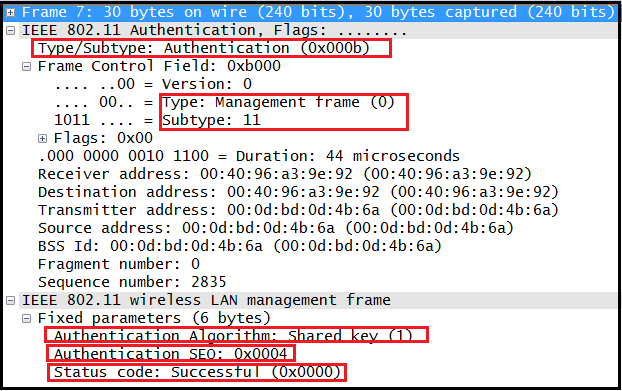 Frame 7: 30 bytes on wire (240 bits), 30 bytes captured (240 bits)
IEEE 802.11 Authentication, Flags: ........
Type/Subtype: Authentication (0x000b)
Frame Control Field: 0xb000
.... ..00 = Version: 0
.... 00.. = Type: Management frame (0)
1011 .... = Subtype: 11
Flags: 0x00
.000 0000 0010 1100 = Duration: 44 microseconds
Receiver address: 00:40:96:a3:9e:92 (00:40:96:a3:9e:92)
Destination address: 00:40:96:a3:9e:92 (00:40:96:a3:9e:92)
Transmitter address: 00:0d:bd:0d:4b:6a (00:0d:bd:0d:4b:6a)
Source address: 00:0d:bd:0d:4b:6a (00:0d:bd:0d:4b:6a)
BSS Id: 00:0d:bd:0d:4b:6a (00:0d:bd:0d:4b:6a)
Fragment number: 0
Sequence number: 2835
IEEE 802.11 wireless LAN management frame
Fixed parameters (6 bytes)
Authentication Algorithm: Shared key (1)
Authentication SEQ: 0x0004
Status code: Successful (0x0000)